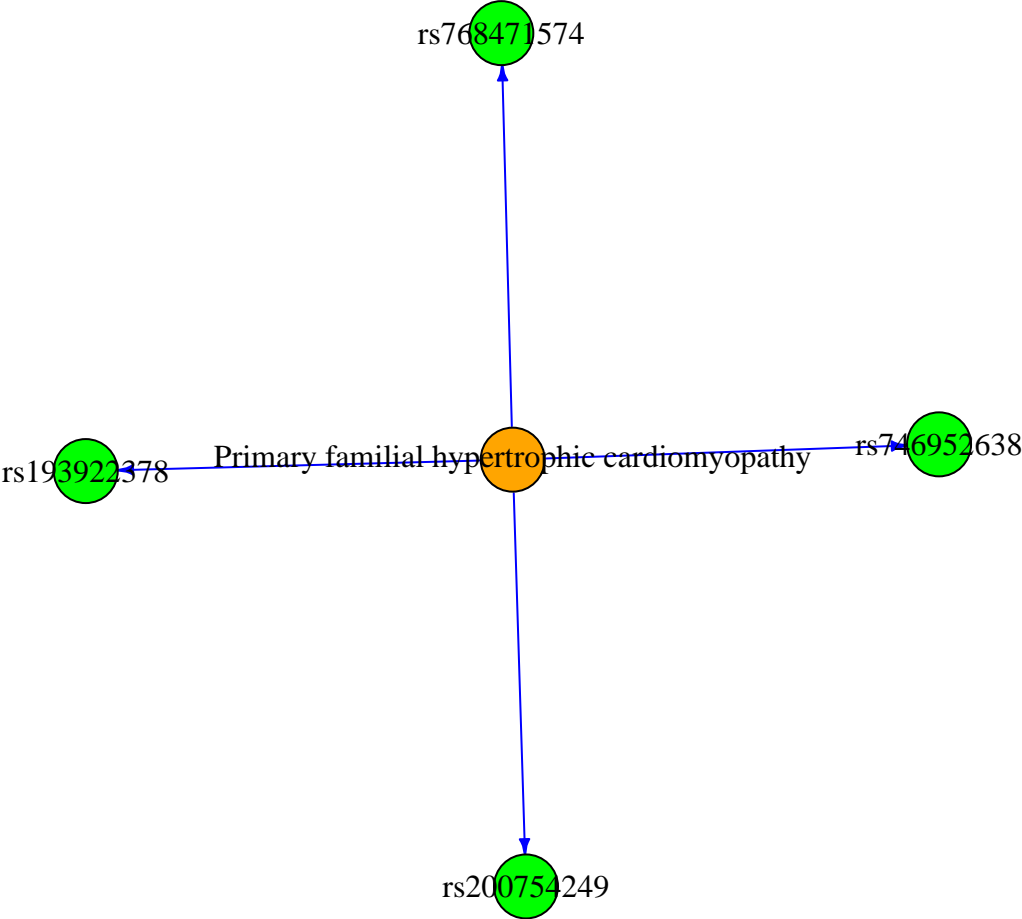 rs768471574
rs746952638
Primary familial hypertrophic cardiomyopathy
rs193922378
rs200754249